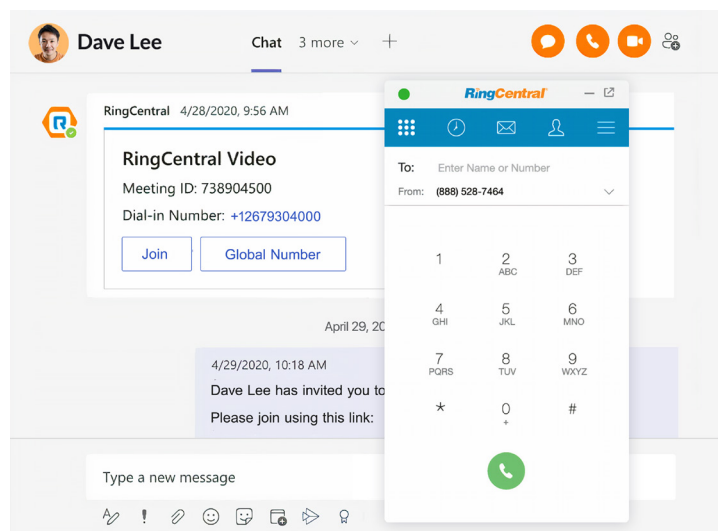 Dave Lee
Chat 3 more
RingCentral 4/28/2020, 9:56 AM
RingCentral Video
Meeting ID: 738904500
Dial-in Number: +12679304000
Join
Global Number
April 29, 20
4/29/2020, 10:18 AM
Dave Lee has invited you to
Please join using this link:
Type a new message
RingCentral
To: Enter Name or Number
From: (888) 528-7464
1 2 3
ABC DEF
4 5 6
GHI JKL MNO
7 8 9
PQRS TUV WXYZ
* 0 #
+